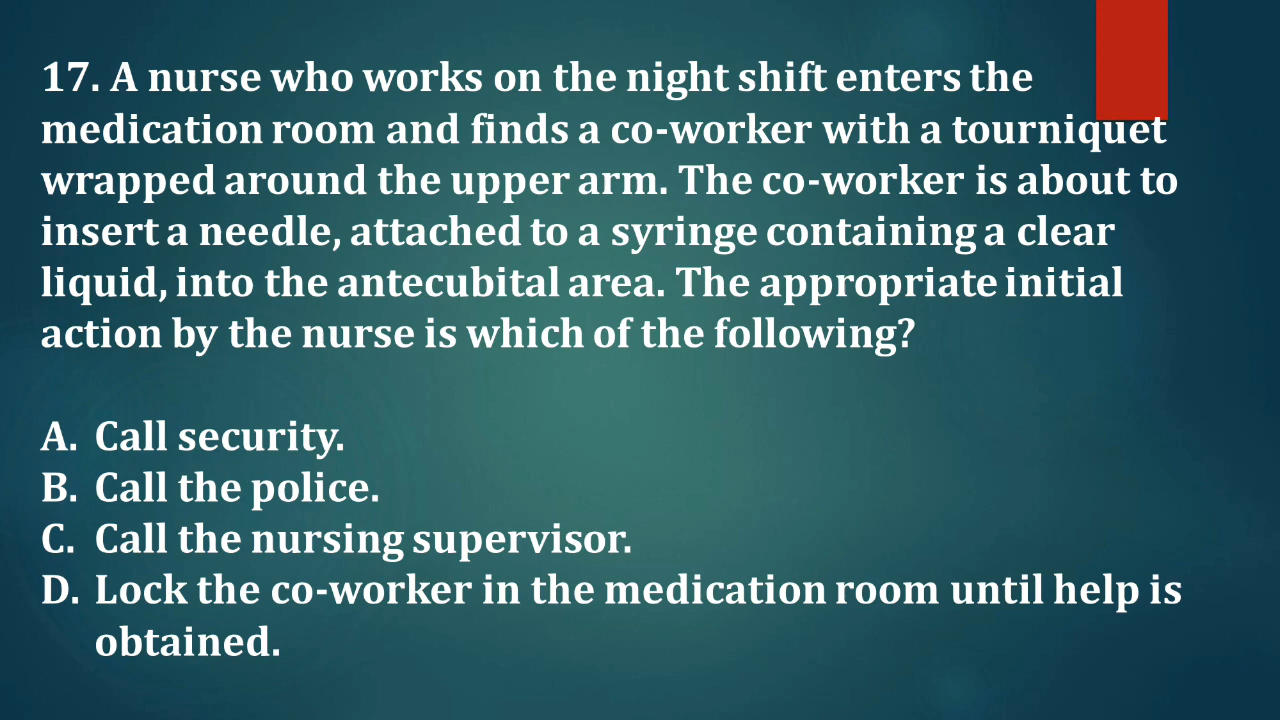 17. A nurse who works on the night shift enters the
medication room and finds a co-worker with a tourniquet
wrapped around the upper arm. The co-worker is about to
insert a needle, attached to a syringe containing a clear
liquid, into the antecubital area. The appropriate initial
action by the nurse is which of the following?
A. Call security.
B. Call the police.
C. Call the nursing supervisor.
D. Lock the co-worker in the medication room until help is
obtained.